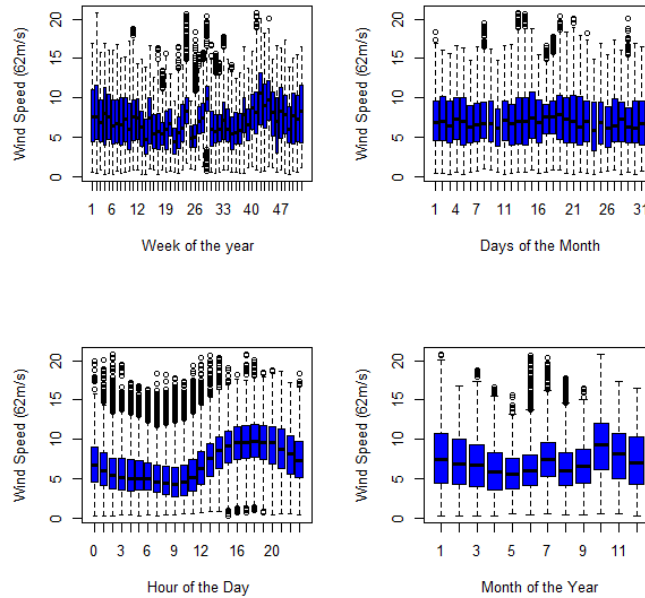 Wind Speed (62m/s)
0 5 10 15 20
1 6 12 19 26 33 40 47
Week of the year
Wind Speed (62m/s)
0 5 10 15 20
1 4 7 11 16 21 26 31
Days of the Month
Wind Speed (62m/s)
0 5 10 15 20
0 3 6 9 12 16 20
Hour of the Day
Wind Speed (62m/s)
0 5 10 15 20
1 3 5 7 9 11
Month of the Year